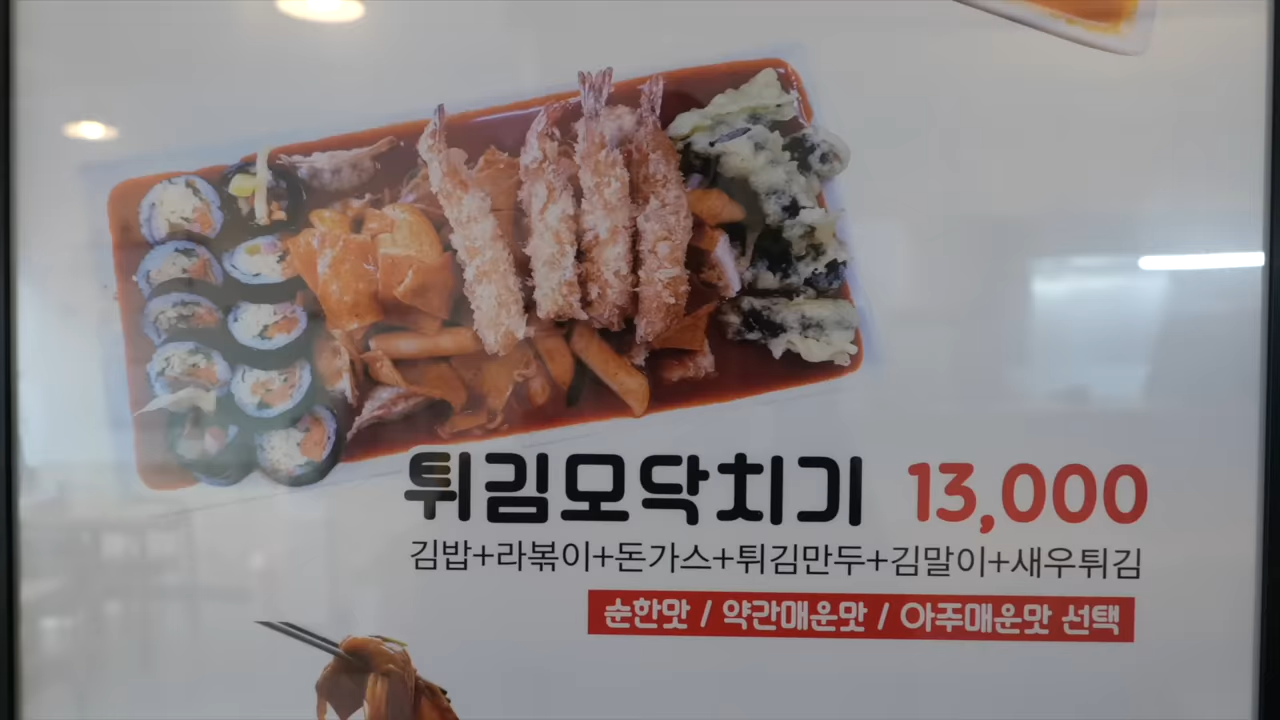 튀김모닥치기 13,000
김밥+라볶이+돈가스+튀김만두+김말이+새우튀김
순한맛 / 약간매운맛 / 아주매운맛 선택